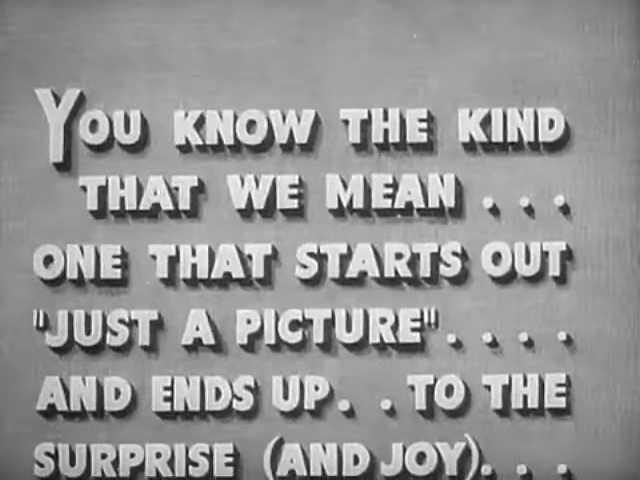 YOU KNOW THE KIND
THAT WE MEAN . . .
ONE THAT STARTS OUT
"JUST A PICTURE" . . . .
AND ENDS UP. . TO THE
SURPRISE (AND JOY). . .